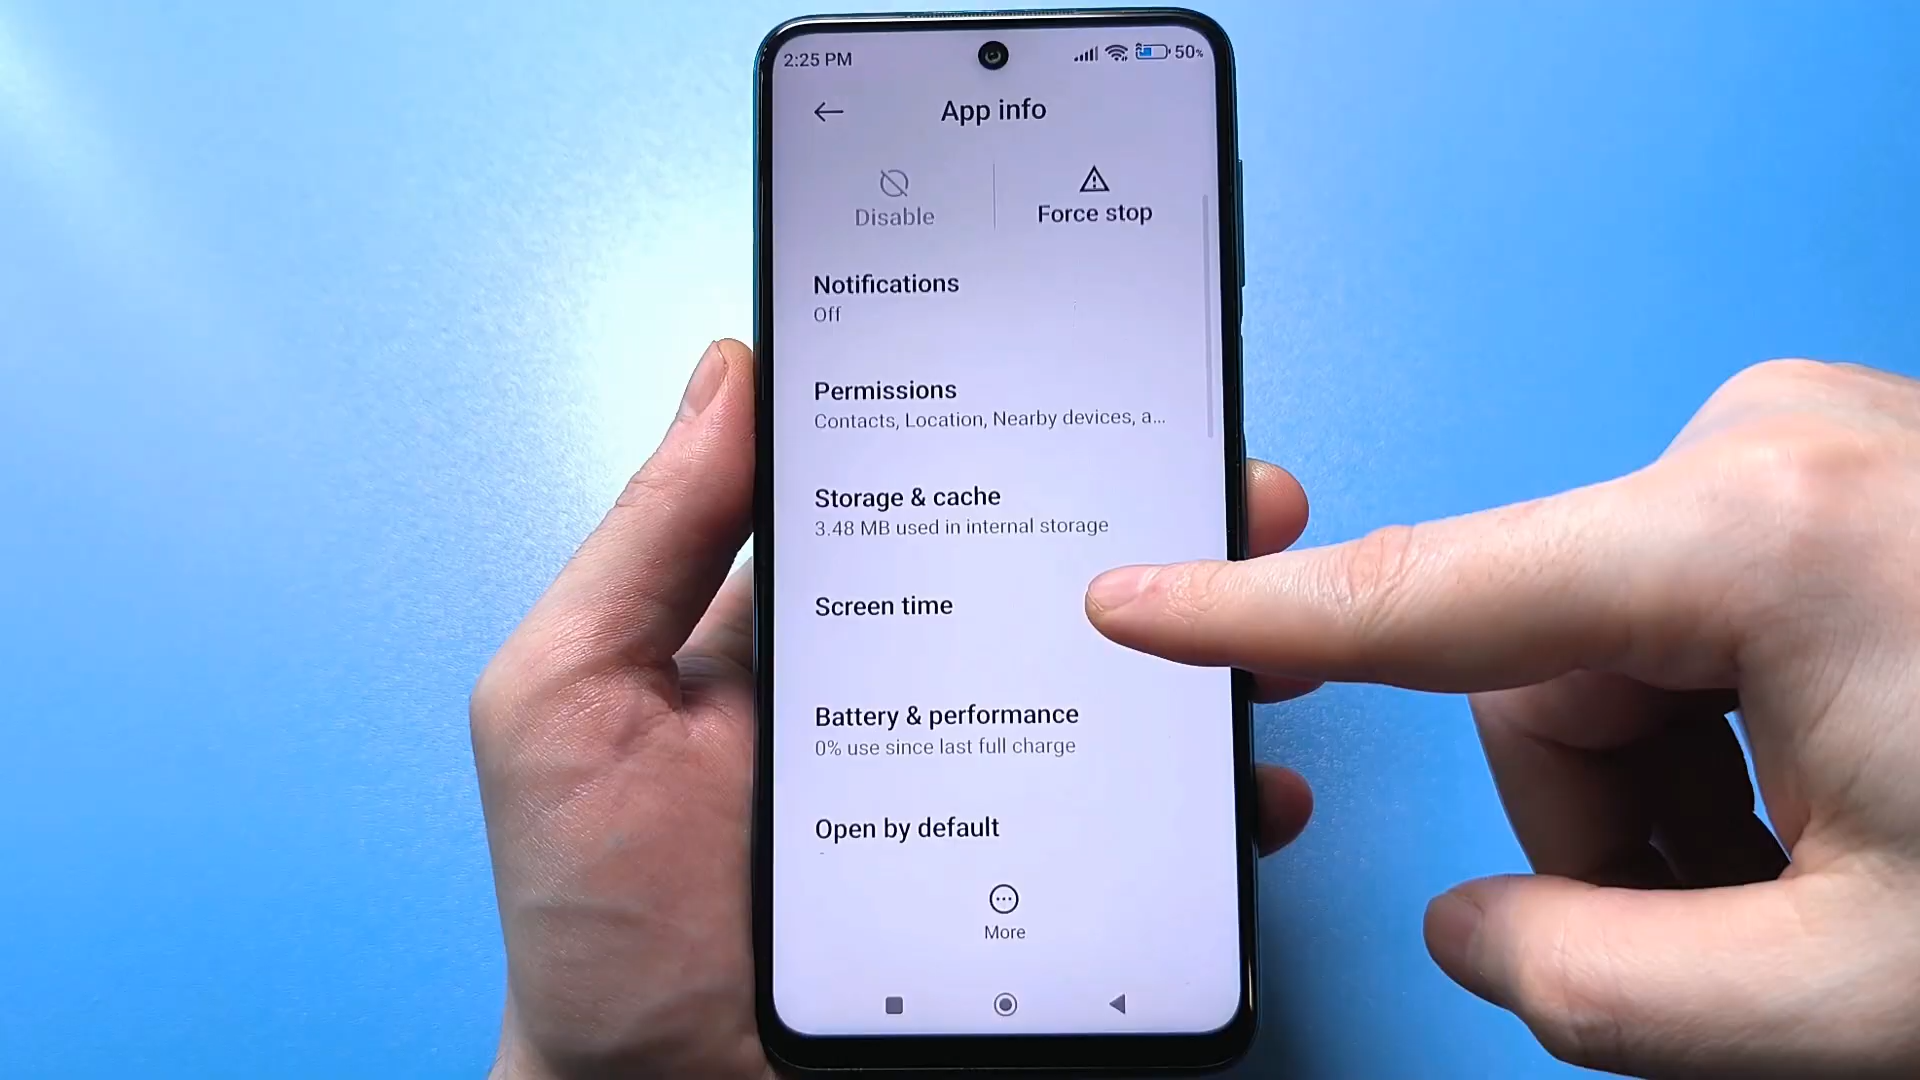 2:25 PM
50%
App info
Disable
Force stop
Notifications
Off
Permissions
Contacts, Location, Nearby devices, a...
Storage & cache
3.48 MB used in internal storage
Screen time
Battery & performance
0% use since last full charge
Open by default
More